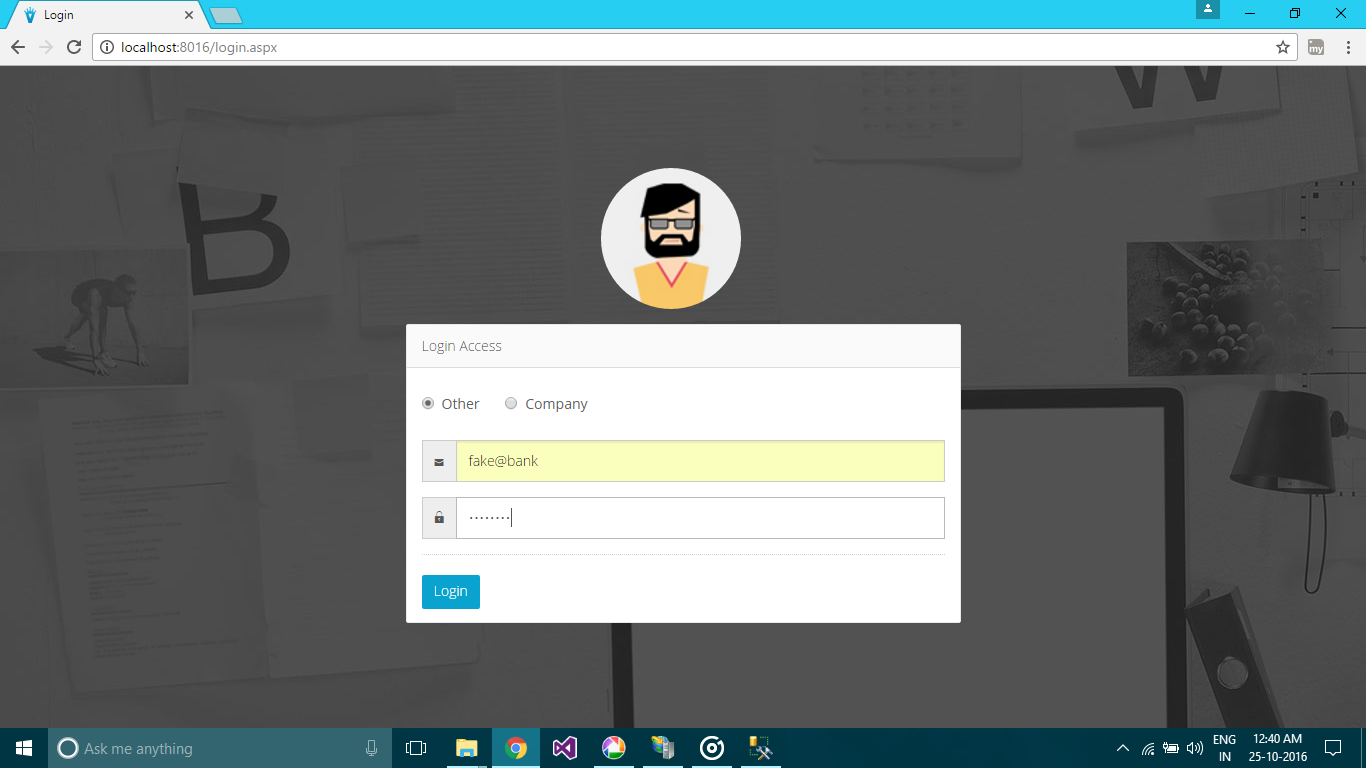 Login
localhost:8016/login.aspx
my
W
B
Login Access
Other Company
fake@bank
........
Login
Ask me anything
ENG 12:40 AM
IN 25-10-2016